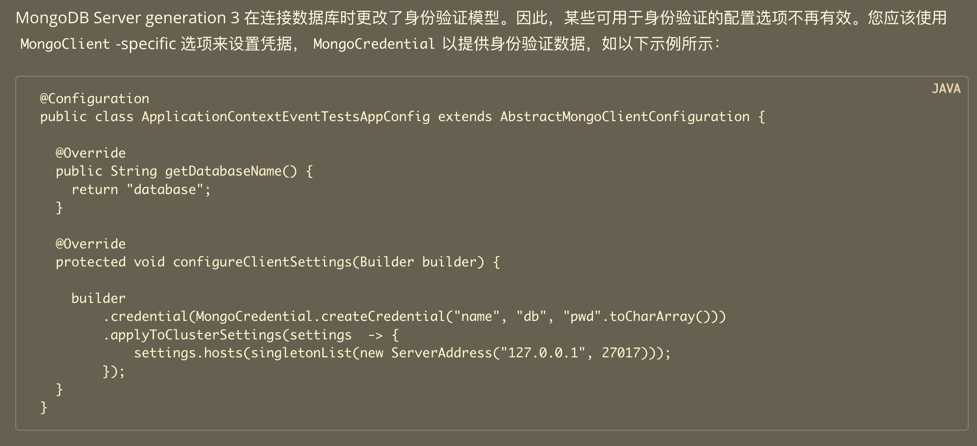 MongoDB Server generation 3 在连接数据库时更改了身份验证模型。因此，某些可用于身份验证的配置选项不再有效。您应该使用
MongoClient -specific 选项来设置凭据， MongoCredential 以提供身份验证数据，如以下示例所示：
JAVA
@Configuration
public class ApplicationContextEventTestsAppConfig extends AbstractMongoClientConfiguration {
@Override
public String getDatabaseName() {
return "database";
}
@Override
protected void configureClientSettings(Builder builder) {
builder
.credential(MongoCredential.createCredential("name", "db", "pwd".toCharArray()))
.applyToClusterSettings(settings  -> {
settings.hosts(singletonList(new ServerAddress("127.0.0.1", 27017)));
});
}
}